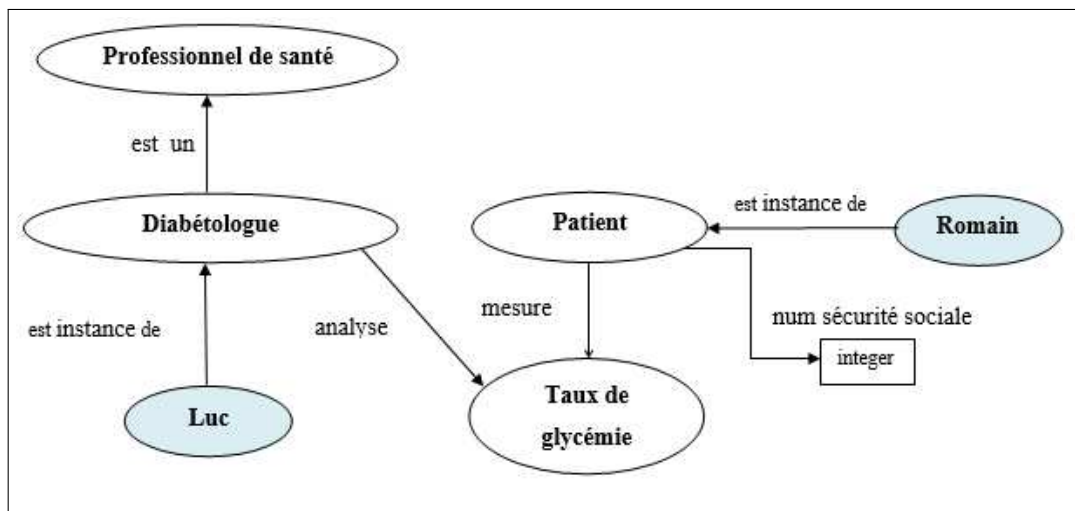 Professionnel de santé
est un
Diabétologue
Patient
est instance de
Romain
est instance de
analyse
mesure
num sécurité sociale
integer
Luc
Taux de
glycémie